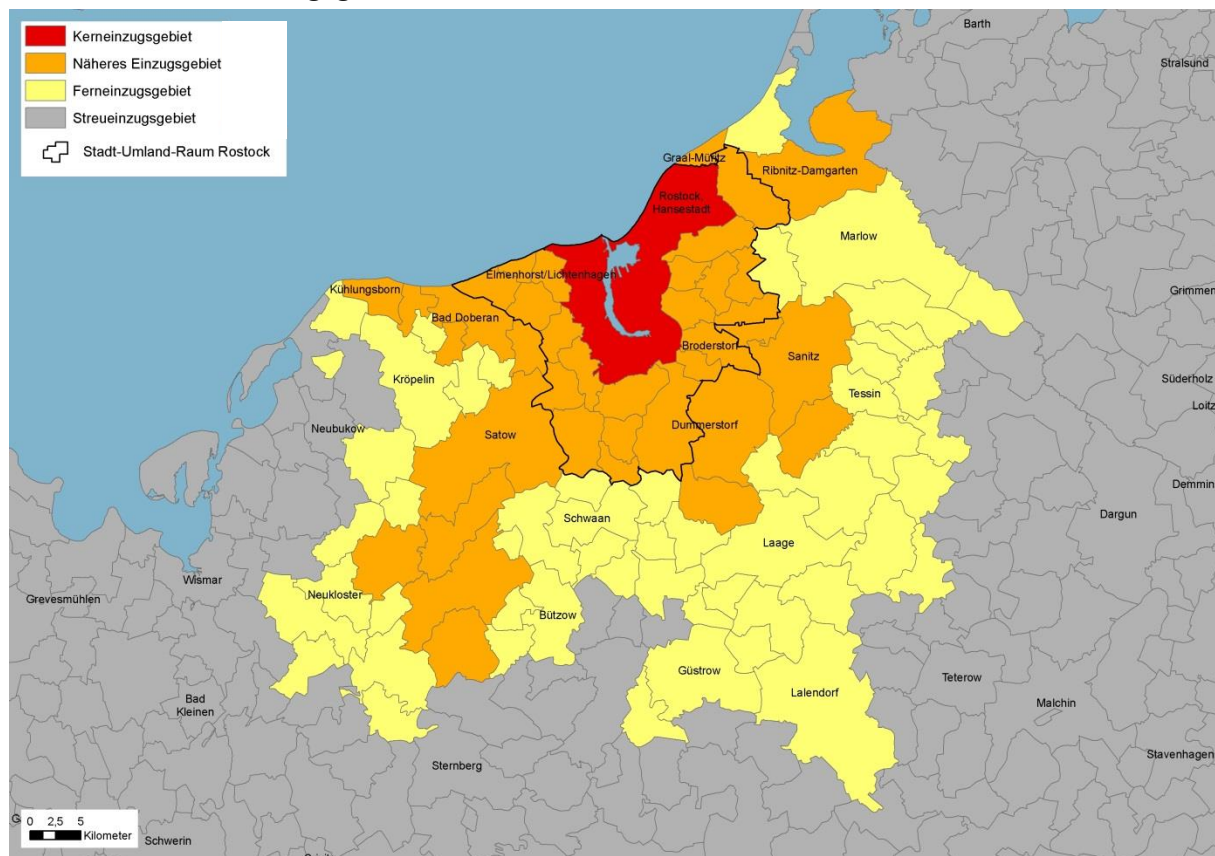 Kerneinzugsgebiet
Näheres Einzugsgebiet
Ferneinzugsgebiet
Streueinzugsgebiet
Stadt-Umland-Raum Rostock
Barth
Stralsund
Graal-Müritz
Ribnitz-Damgarten
Rostock,
Hansestadt
Marlow
Elmenhorst/Lichtenhagen
Kühlungsborn
Grimmen
Bad Doberan
Broderstorf
Sanitz
Kröpelin
Süderholz
Tessin
Loitz
Neubukow
Satow
Dummerstorf
Demmin
Schwaan
Dargun
Laage
Wismar
Grevesmühlen
Neukloster
Bützow
Güstrow
Teterow
Lalendorf
Bad
Kleinen
Malchin
Sternberg
Stavenhagen
0 2,5 5
Kilometer
Schwerin